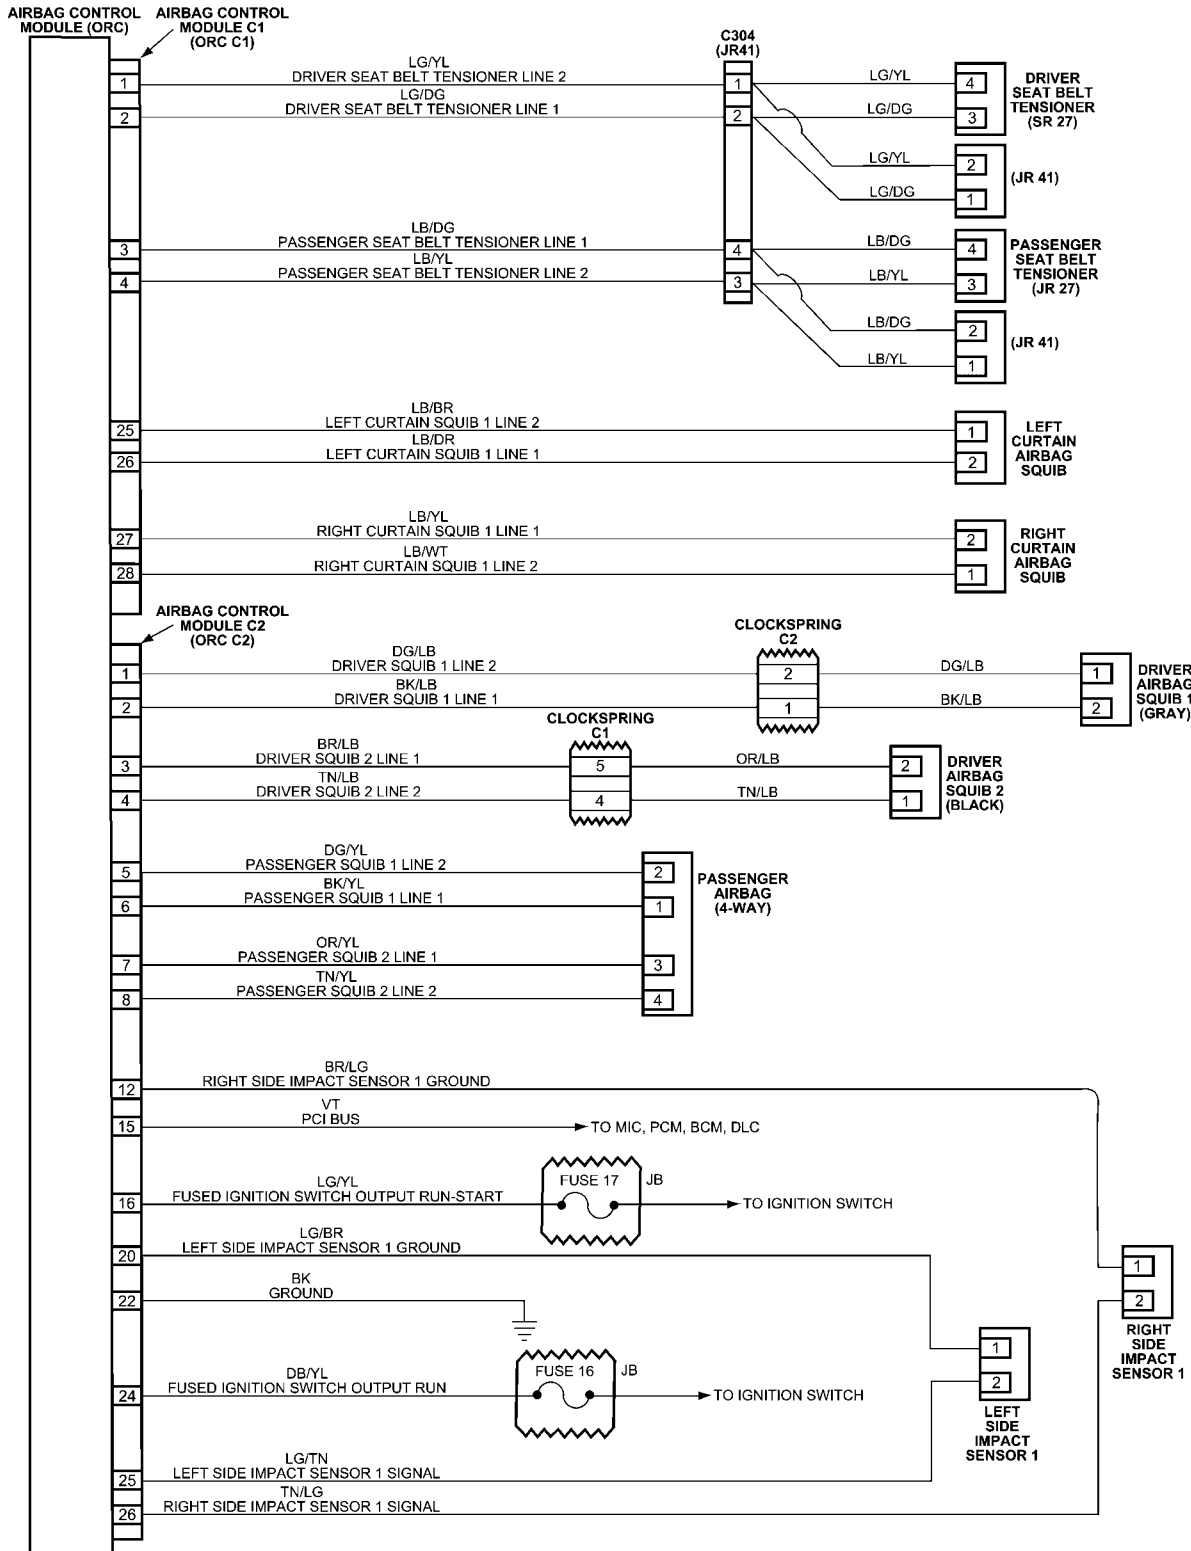 AIRBAG CONTROL
MODULE (ORC)
AIRBAG CONTROL
MODULE C1
(ORC C1)
C304
(JR41)
1
LG/YL
DRIVER SEAT BELT TENSIONER LINE 2
1
LG/YL
4
DRIVER
SEAT BELT
TENSIONER
(SR 27)
2
LG/DG
DRIVER SEAT BELT TENSIONER LINE 1
2
LG/DG
3
LG/YL
2
(JR 41)
LG/DG
1
3
LB/DG
PASSENGER SEAT BELT TENSIONER LINE 1
4
LB/DG
4
PASSENGER
SEAT BELT
TENSIONER
(JR 27)
4
LB/YL
PASSENGER SEAT BELT TENSIONER LINE 2
3
LB/YL
3
LB/DG
2
(JR 41)
LB/YL
1
25
LB/BR
LEFT CURTAIN SQUIB 1 LINE 2
1
LEFT
CURTAIN
AIRBAG
SQUIB
26
LB/DR
LEFT CURTAIN SQUIB 1 LINE 1
2
27
LB/YL
RIGHT CURTAIN SQUIB 1 LINE 1
2
RIGHT
CURTAIN
AIRBAG
SQUIB
28
LB/WT
RIGHT CURTAIN SQUIB 1 LINE 2
1
AIRBAG CONTROL
MODULE C2
(ORC C2)
CLOCKSPRING
C2
1
DG/LB
DRIVER SQUIB 1 LINE 2
2
DG/LB
1
DRIVER
AIRBAG
SQUIB 1
(GRAY)
2
BK/LB
DRIVER SQUIB 1 LINE 1
1
BK/LB
2
CLOCKSPRING
C1
3
BR/LB
DRIVER SQUIB 2 LINE 1
5
OR/LB
2
DRIVER
AIRBAG
SQUIB 2
(BLACK)
4
TN/LB
DRIVER SQUIB 2 LINE 2
4
TN/LB
1
5
DG/YL
PASSENGER SQUIB 1 LINE 2
2
PASSENGER
AIRBAG
(4-WAY)
6
BK/YL
PASSENGER SQUIB 1 LINE 1
1
7
OR/YL
PASSENGER SQUIB 2 LINE 1
3
8
TN/YL
PASSENGER SQUIB 2 LINE 2
4
12
BR/LG
RIGHT SIDE IMPACT SENSOR 1 GROUND
15
VT
PCI BUS
TO MIC, PCM, BCM, DLC
16
LG/YL
FUSED IGNITION SWITCH OUTPUT RUN-START
FUSE 17
JB
TO IGNITION SWITCH
20
LG/BR
LEFT SIDE IMPACT SENSOR 1 GROUND
1
2
RIGHT
SIDE
IMPACT
SENSOR 1
22
BK
GROUND
1
2
LEFT
SIDE
IMPACT
SENSOR 1
24
DB/YL
FUSED IGNITION SWITCH OUTPUT RUN
FUSE 16
JB
TO IGNITION SWITCH
25
LG/TN
LEFT SIDE IMPACT SENSOR 1 SIGNAL
26
TN/LG
RIGHT SIDE IMPACT SENSOR 1 SIGNAL